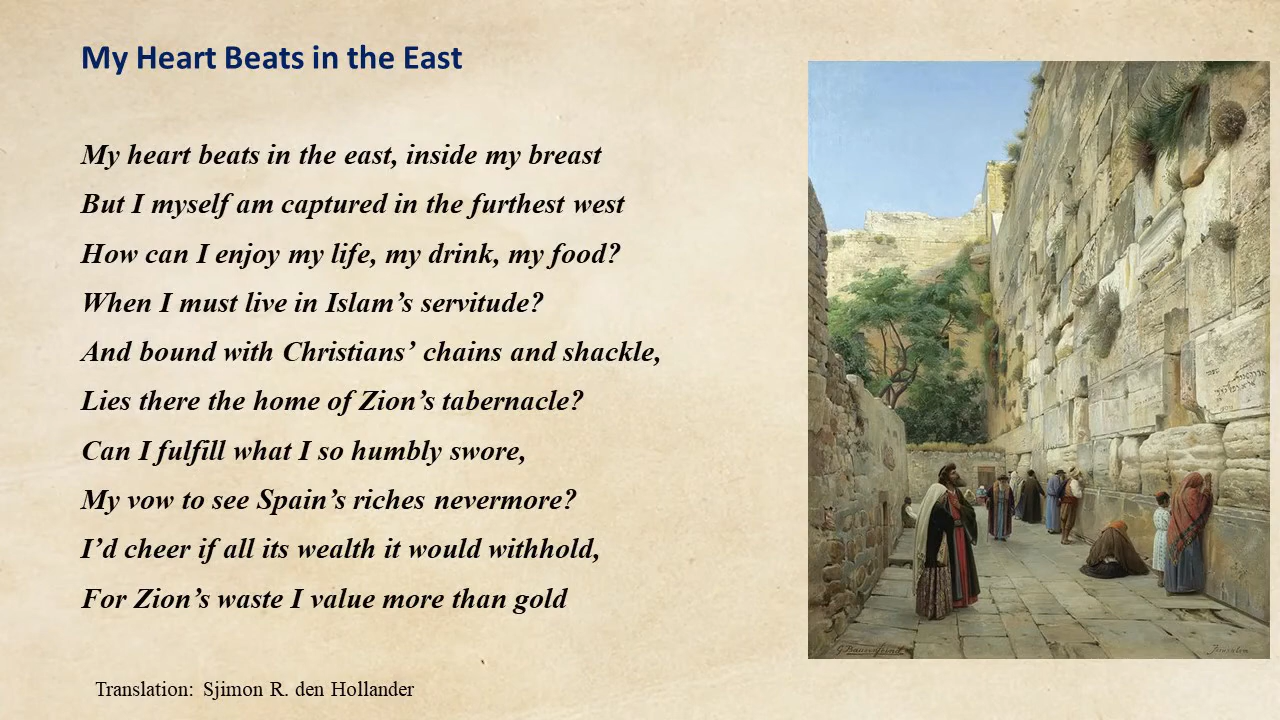 My Heart Beats in the East
My heart beats in the east, inside my breast
But I myself am captured in the furthest west
How can I enjoy my life, my drink, my food?
When I must live in Islam’s servitude?
And bound with Christians’ chains and shackle,
Lies there the home of Zion’s tabernacle?
Can I fulfill what I so humbly swore,
My vow to see Spain’s riches nevermore?
I’d cheer if all its wealth it would withhold,
For Zion’s waste I value more than gold
Translation: Sjimon R. den Hollander
G. Bauernfeind
Jerusalem